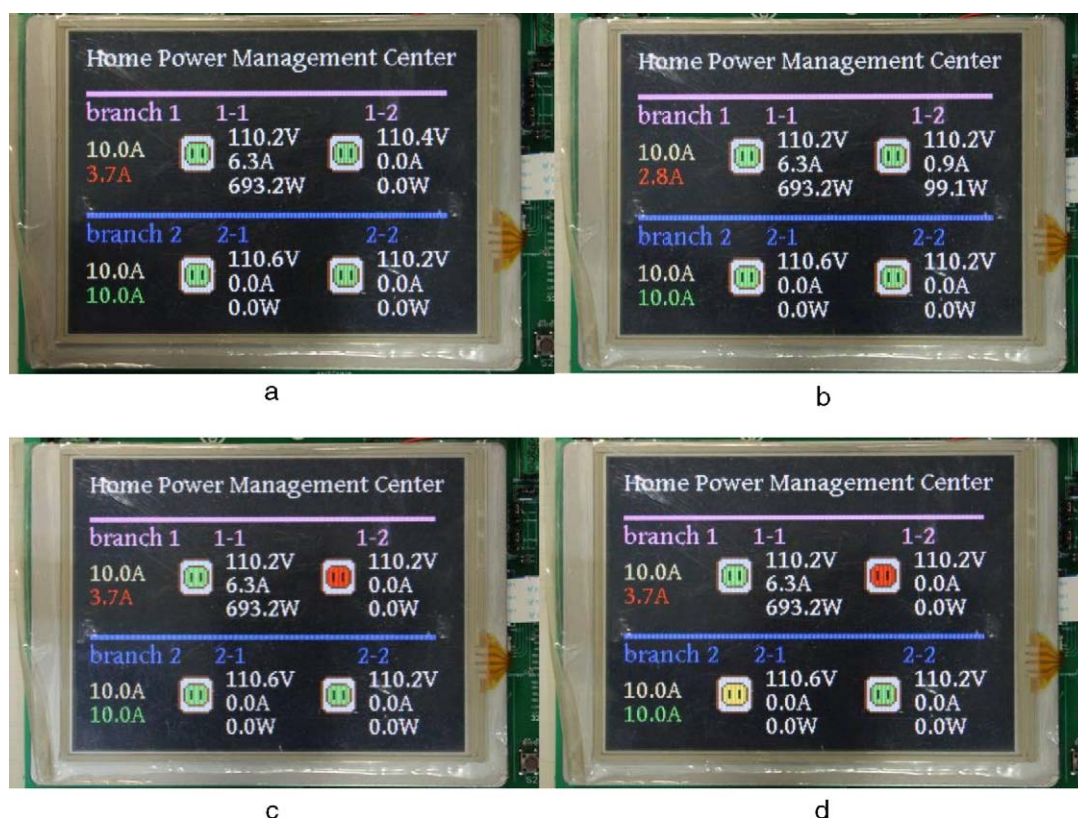 Home Power Management Center
branch 1 1-1 1-2
10.0A 110.2V 110.4V
3.7A 6.3A 0.0A
693.2W 0.0W
branch 2 2-1 2-2
10.0A 110.6V 110.2V
10.0A 0.0A 0.0A
0.0W 0.0W
a
Home Power Management Center
branch 1 1-1 1-2
10.0A 110.2V 110.2V
2.8A 6.3A 0.9A
693.2W 99.1W
branch 2 2-1 2-2
10.0A 110.6V 110.2V
10.0A 0.0A 0.0A
0.0W 0.0W
b
Home Power Management Center
branch 1 1-1 1-2
10.0A 110.2V 110.2V
3.7A 6.3A 0.0A
693.2W 0.0W
branch 2 2-1 2-2
10.0A 110.6V 110.2V
10.0A 0.0A 0.0A
0.0W 0.0W
c
Home Power Management Center
branch 1 1-1 1-2
10.0A 110.2V 110.2V
3.7A 6.3A 0.0A
693.2W 0.0W
branch 2 2-1 2-2
10.0A 110.6V 110.2V
10.0A 0.0A 0.0A
0.0W 0.0W
d